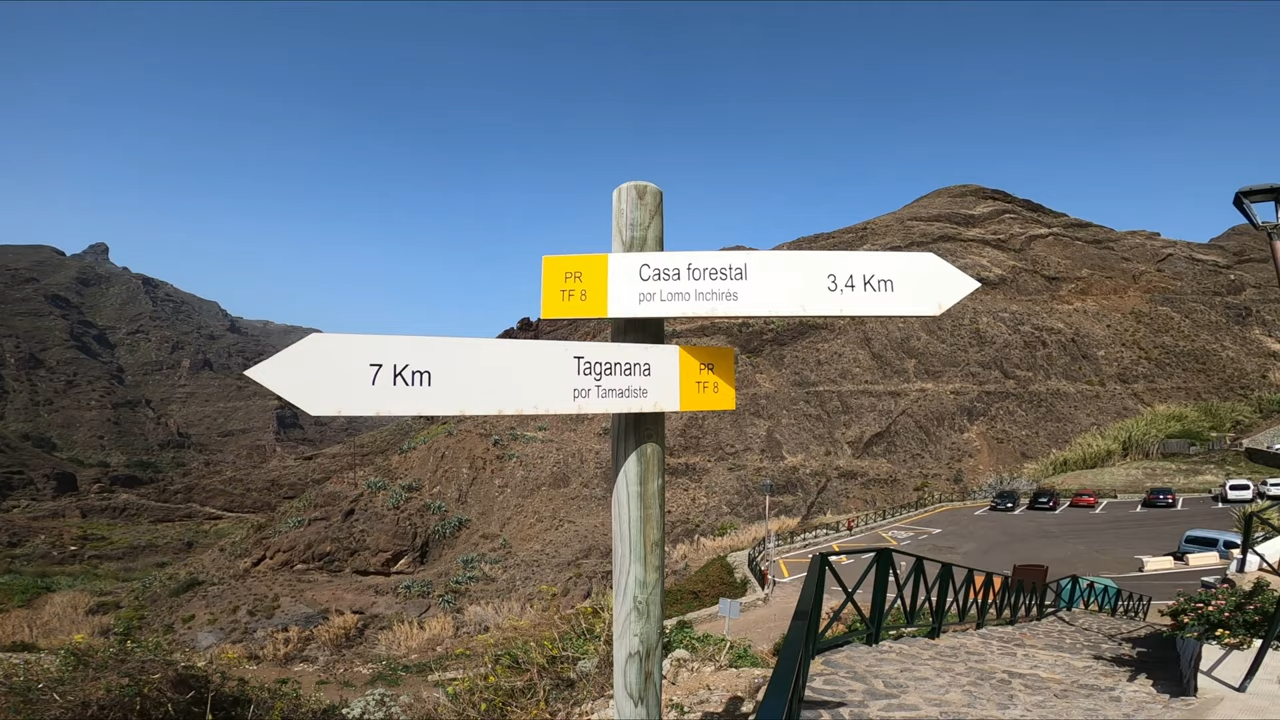 PR
TF 8
Casa forestal
por Lomo Inchirés
3,4 Km
7 Km
Taganana
por Tamadiste
PR
TF 8